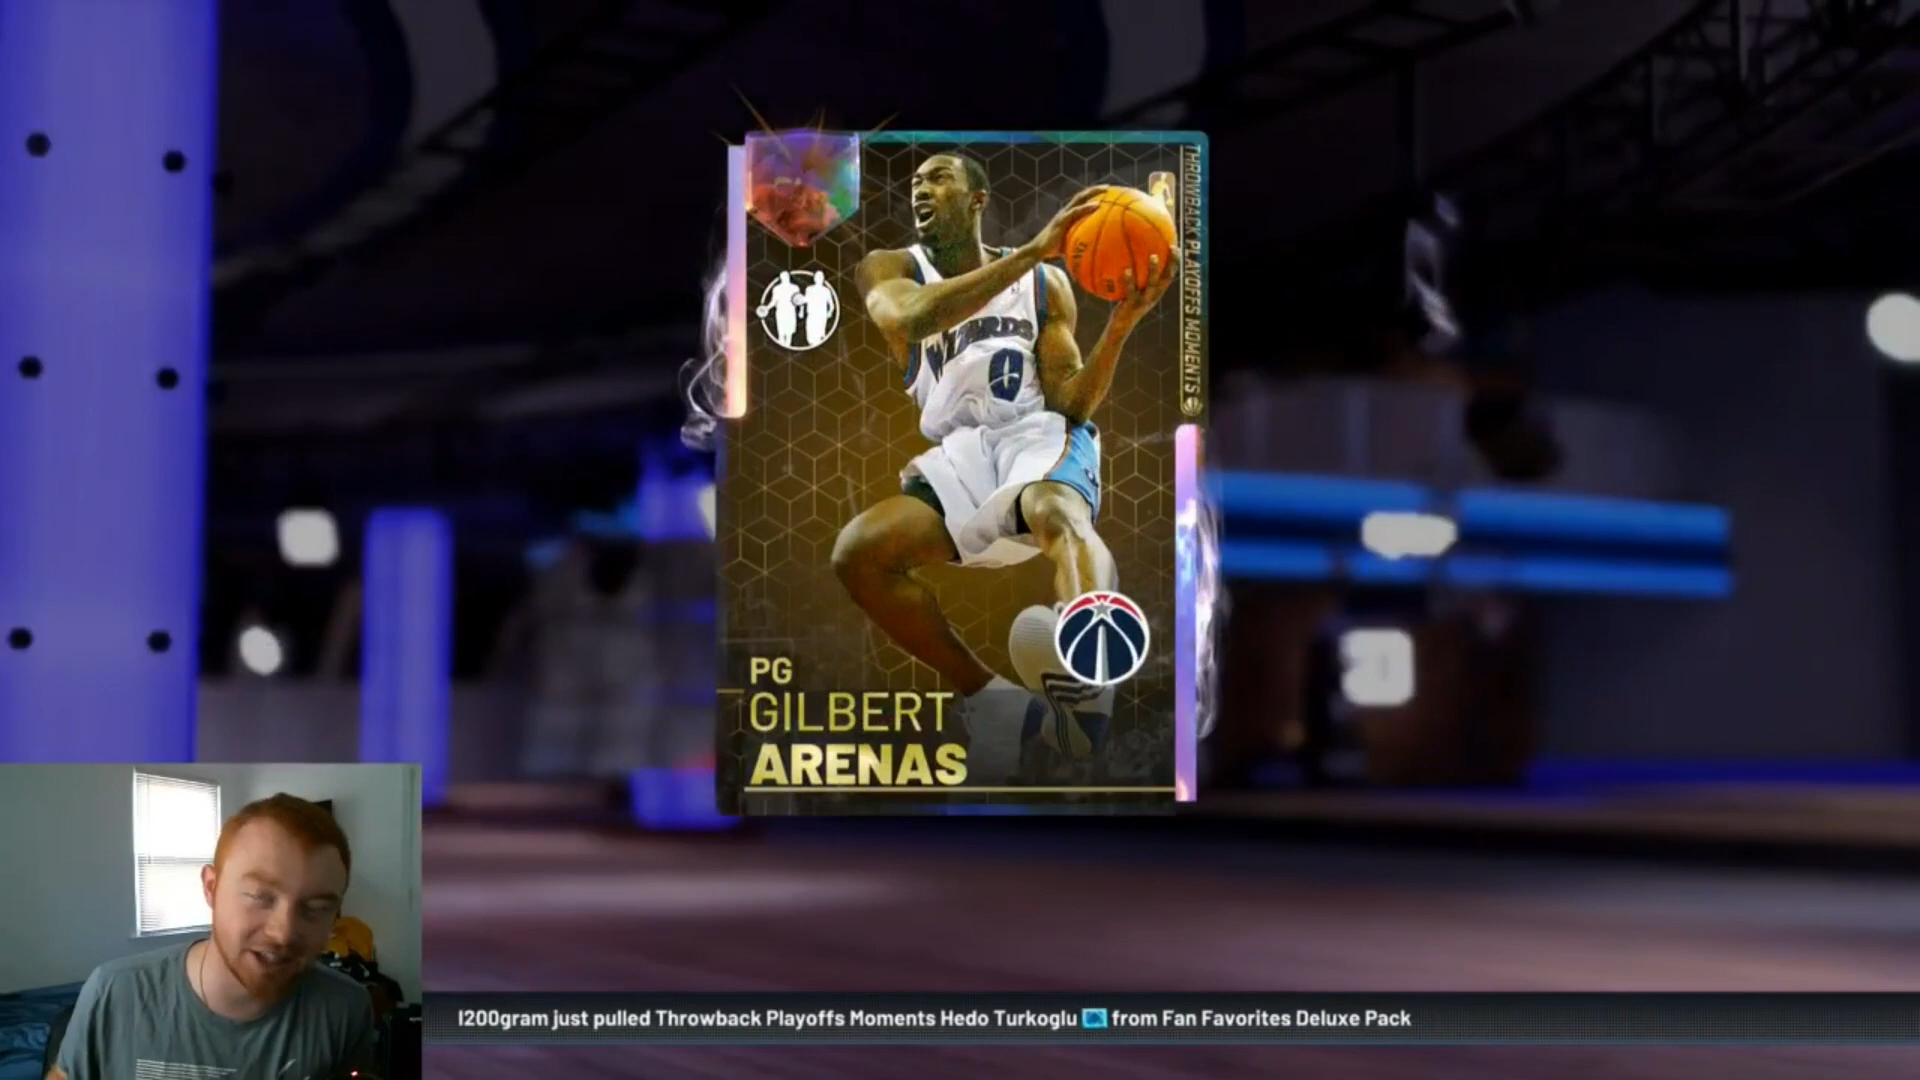 THROWBACK PLAYOFFS MOMENTS
WIZARDS
0
PG
GILBERT
ARENAS
I200gram just pulled Throwback Playoffs Moments Hedo Turkoglu from Fan Favorites Deluxe Pack